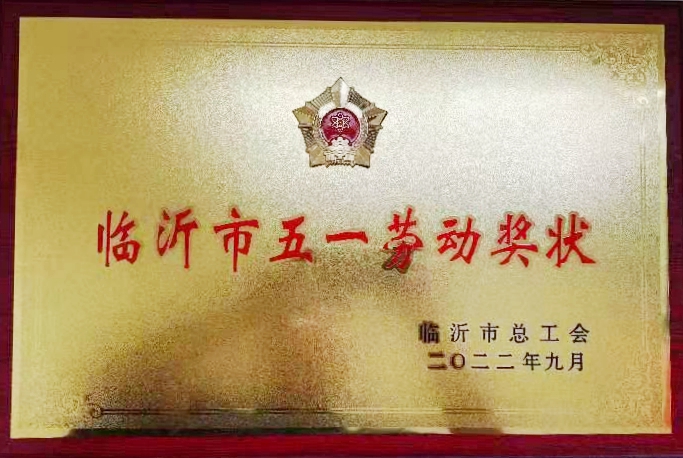 临沂市五一劳动奖状
临沂市总工会
二〇二二年九月